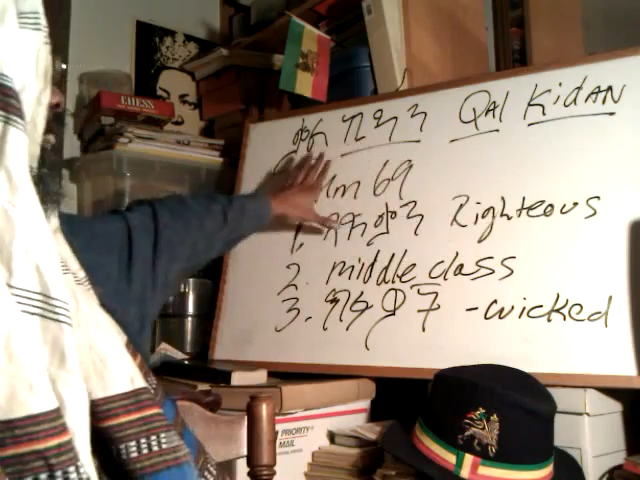 CHESS
ቃል ኪዳን Qal Kidan
lm 69
1. ጻድቃን Righteous
2. middle class
3. - wicked
PRIORITY
MAIL